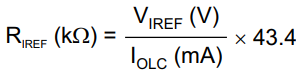 R_IREF (kΩ) = V_IREF (V) / I_OLC (mA) × 43.4